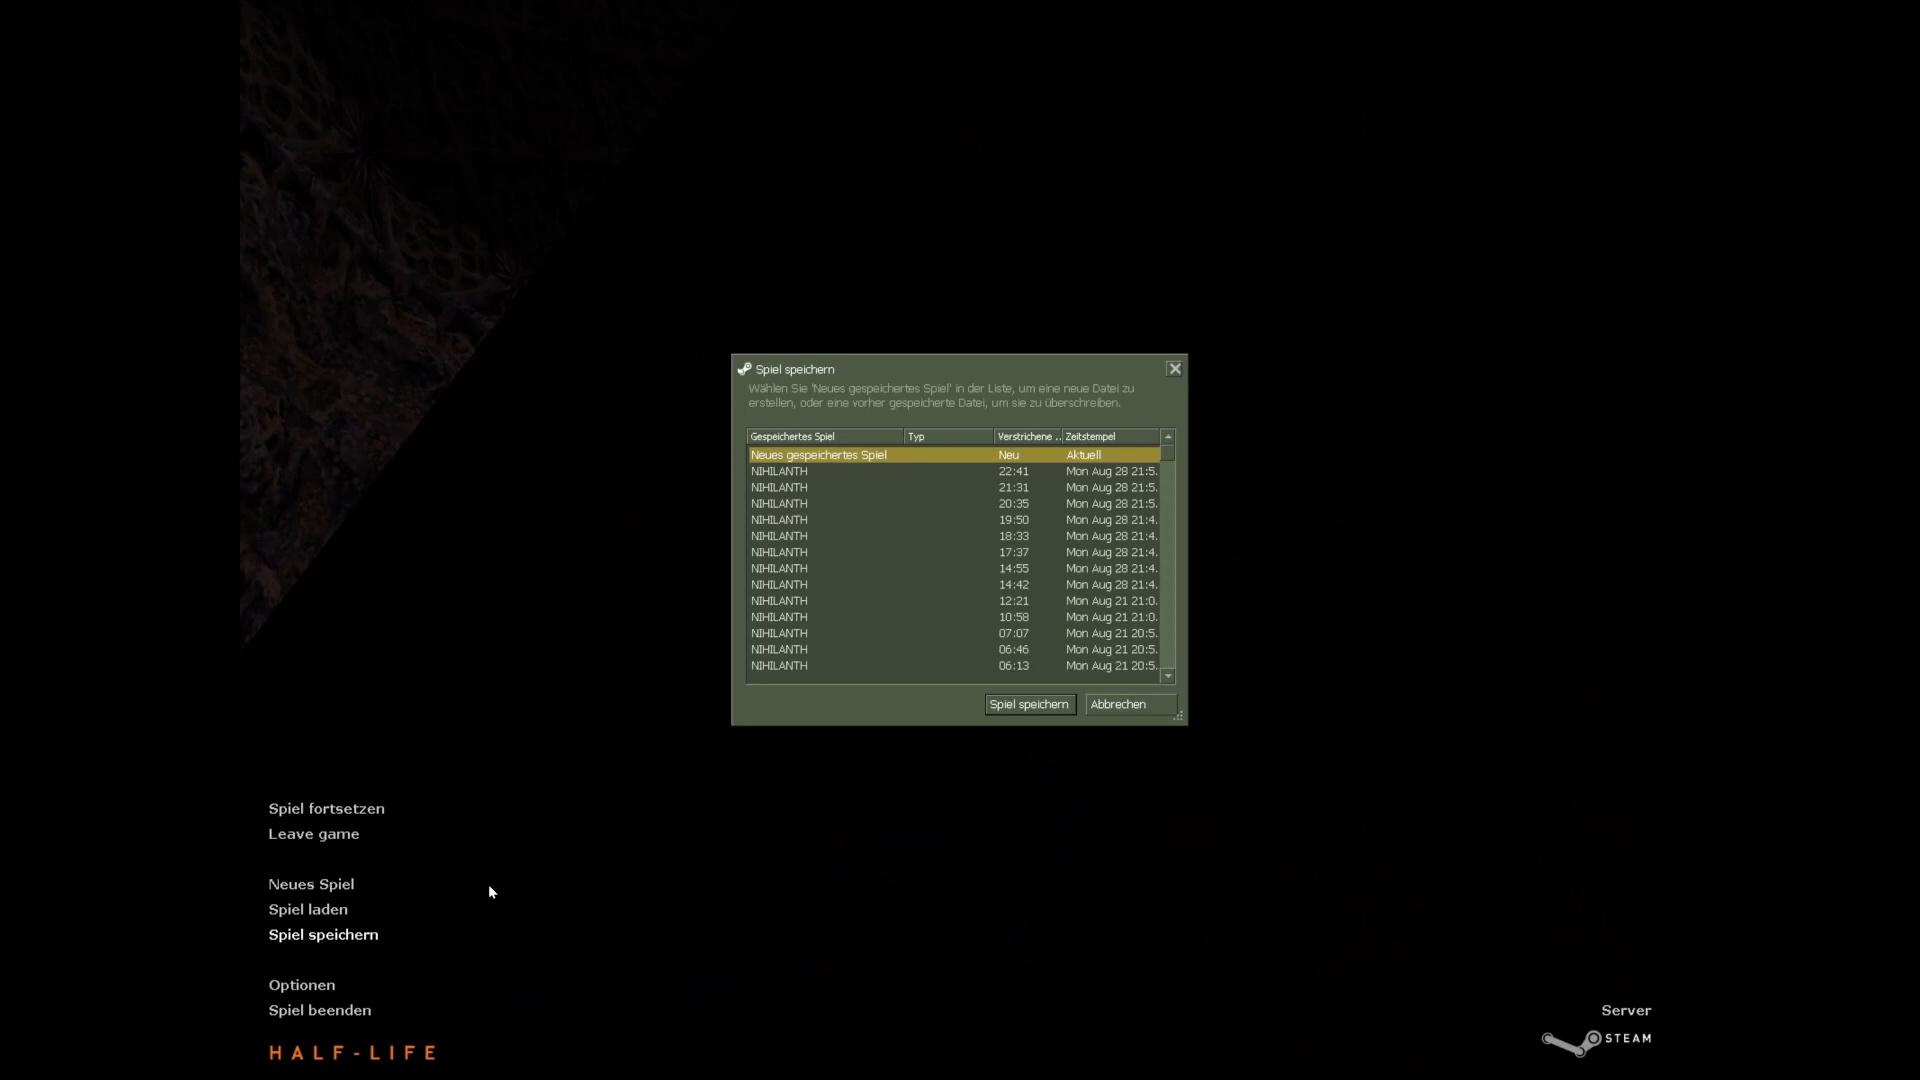 Spiel speichern
Wählen Sie 'Neues gespeichertes Spiel' in der Liste, um eine neue Datei zu
erstellen, oder eine vorher gespeicherte Datei, um sie zu überschreiben.
Gespeichertes Spiel Typ Verstrichene .. Zeitstempel
Neues gespeichertes Spiel Neu Aktuell
NIHILANTH 22:41 Mon Aug 28 21:5.
NIHILANTH 21:31 Mon Aug 28 21:5.
NIHILANTH 20:35 Mon Aug 28 21:5.
NIHILANTH 19:50 Mon Aug 28 21:4.
NIHILANTH 18:33 Mon Aug 28 21:4.
NIHILANTH 17:37 Mon Aug 28 21:4.
NIHILANTH 14:55 Mon Aug 28 21:4.
NIHILANTH 14:42 Mon Aug 28 21:4.
NIHILANTH 12:21 Mon Aug 21 21:0.
NIHILANTH 10:58 Mon Aug 21 21:0.
NIHILANTH 07:07 Mon Aug 21 20:5.
NIHILANTH 06:46 Mon Aug 21 20:5.
NIHILANTH 06:13 Mon Aug 21 20:5.
Spiel speichern Abbrechen
Spiel fortsetzen
Leave game
Neues Spiel
Spiel laden
Spiel speichern
Optionen
Spiel beenden
HALF-LIFE
Server
STEAM